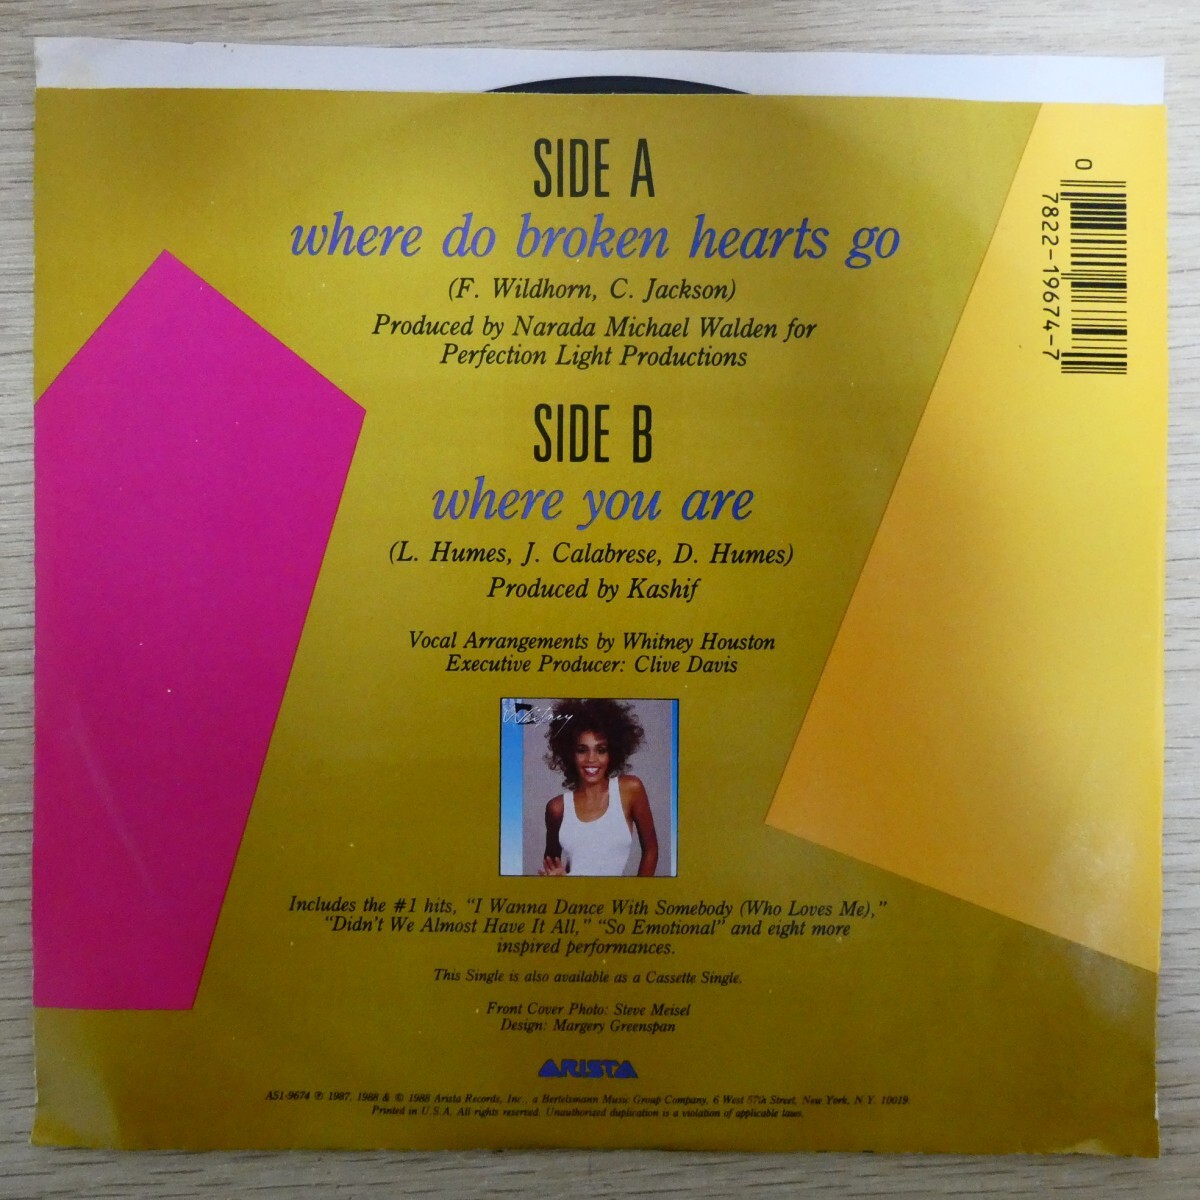 SIDE A
where do broken hearts go
(F. Wildhorn, C. Jackson)
Produced by Narada Michael Walden for
Perfection Light Productions
0
7822-19674-7
SIDE B
where you are
(L. Humes, J. Calabrese, D. Humes)
Produced by Kashif
Vocal Arrangements by Whitney Houston
Executive Producer: Clive Davis
Whitney
Includes the #1 hits, “I Wanna Dance With Somebody (Who Loves Me),”
“Didn't We Almost Have It All,” “So Emotional” and eight more
inspired performances.
This Single is also available as a Cassette Single.
Front Cover Photo: Steve Meisel
Design: Margery Greenspan
ARISTA
AS1-9674 ℗ 1987, 1988 & © 1988 Arista Records, Inc., a Bertelsmann Music Group Company, 6 West 57th Street, New York, N.Y. 10019.
Printed in U.S.A. All rights reserved. Unauthorized duplication is a violation of applicable laws.